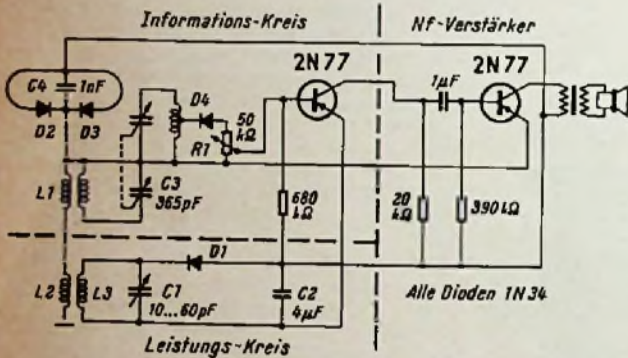 Informations-Kreis
Nf-Verstärker
2N77
2N77
C4
1nF
D2
D3
D4
50
kΩ
R1
1µF
L1
C3
365pF
680
kΩ
20
kΩ
390kΩ
D1
L2
L3
C1
10...60pF
C2
4µF
Alle Dioden 1N34
Leistungs-Kreis